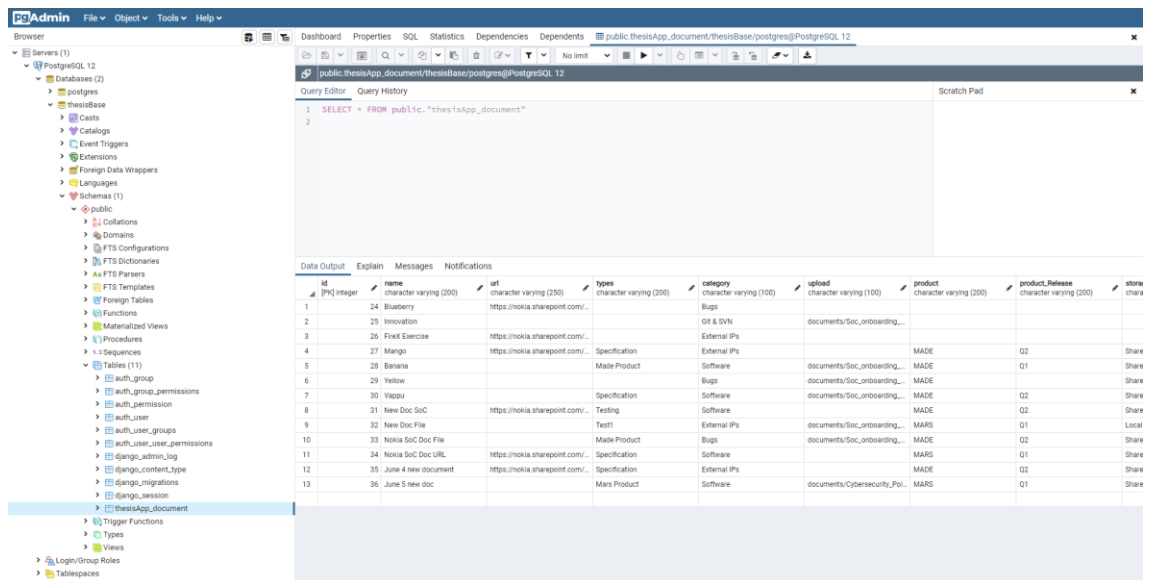 pgAdmin File Object Tools Help
Browser
Dashboard Properties SQL Statistics Dependencies Dependents public.thesisApp_document/thesisBase/postgres@PostgreSQL 12
No limit
public.thesisApp_document/thesisBase/postgres@PostgreSQL 12
Query Editor Query History Scratch Pad
1 SELECT * FROM public."thesisApp_document"
2
Servers (1)
PostgreSQL 12
Databases (2)
postgres
thesisBase
Casts
Catalogs
Event Triggers
Extensions
Foreign Data Wrappers
Languages
Schemas (1)
public
Collations
Domains
FTS Configurations
FTS Dictionaries
FTS Parsers
FTS Templates
Foreign Tables
Functions
Materialized Views
Procedures
1..3 Sequences
Tables (11)
auth_group
auth_group_permissions
auth_permission
auth_user
auth_user_groups
auth_user_user_permissions
django_admin_log
django_content_type
django_migrations
django_session
thesisApp_document
Trigger Functions
Types
Views
Login/Group Roles
Tablespaces
Data Output Explain Messages Notifications
id name url types category upload product product_Release storag
[PK] integer character varying (200) character varying (250) character varying (200) character varying (100) character varying (100) character varying (200) character varying (200) chara
1 24 Blueberry https://nokia.sharepoint.com/... Bugs
2 25 Innovation Git & SVN documents/Soc_onboarding_...
3 26 FireX Exercise https://nokia.sharepoint.com/... External IPs
4 27 Mango https://nokia.sharepoint.com/... Specification External IPs MADE Q2 Share
5 28 Banana Made Product Software documents/Soc_onboarding_... MADE Q1 Share
6 29 Yellow Bugs documents/Soc_onboarding_... MADE Share
7 30 Vappu Specification Software documents/Soc_onboarding_... MADE Q2 Share
8 31 New Doc SoC https://nokia.sharepoint.com/... Testing Software MADE Q2 Share
9 32 New Doc File Test1 External IPs documents/Soc_onboarding_... MARS Q1 Local
10 33 Nokia SoC Doc File Made Product Bugs documents/Soc_onboarding_... MADE Q2 Share
11 34 Nokia SoC Doc URL https://nokia.sharepoint.com/... Specification Software MARS Q1 Share
12 35 June 4 new document https://nokia.sharepoint.com/... Specification External IPs MADE Q2 Share
13 36 June 5 new doc Mars Product Software documents/Cybersecurity_Pol... MARS Q1 Share